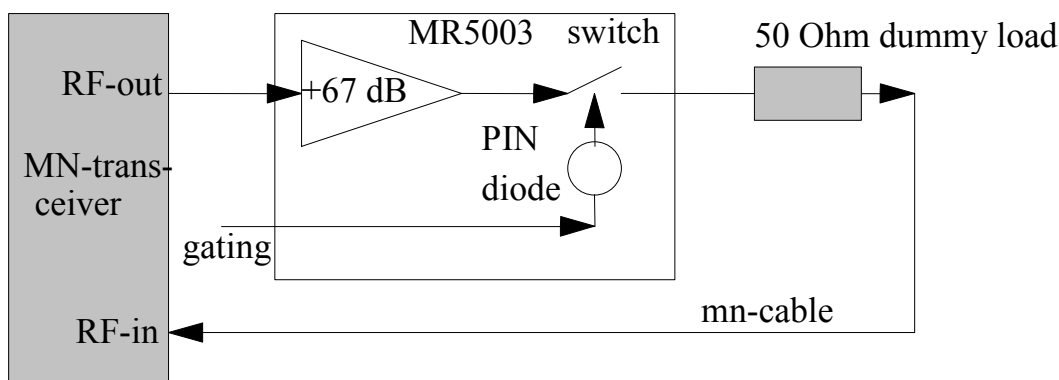 MR5003
switch
50 Ohm dummy load
RF-out
+67 dB
PIN
diode
MN-trans-
ceiver
gating
mn-cable
RF-in